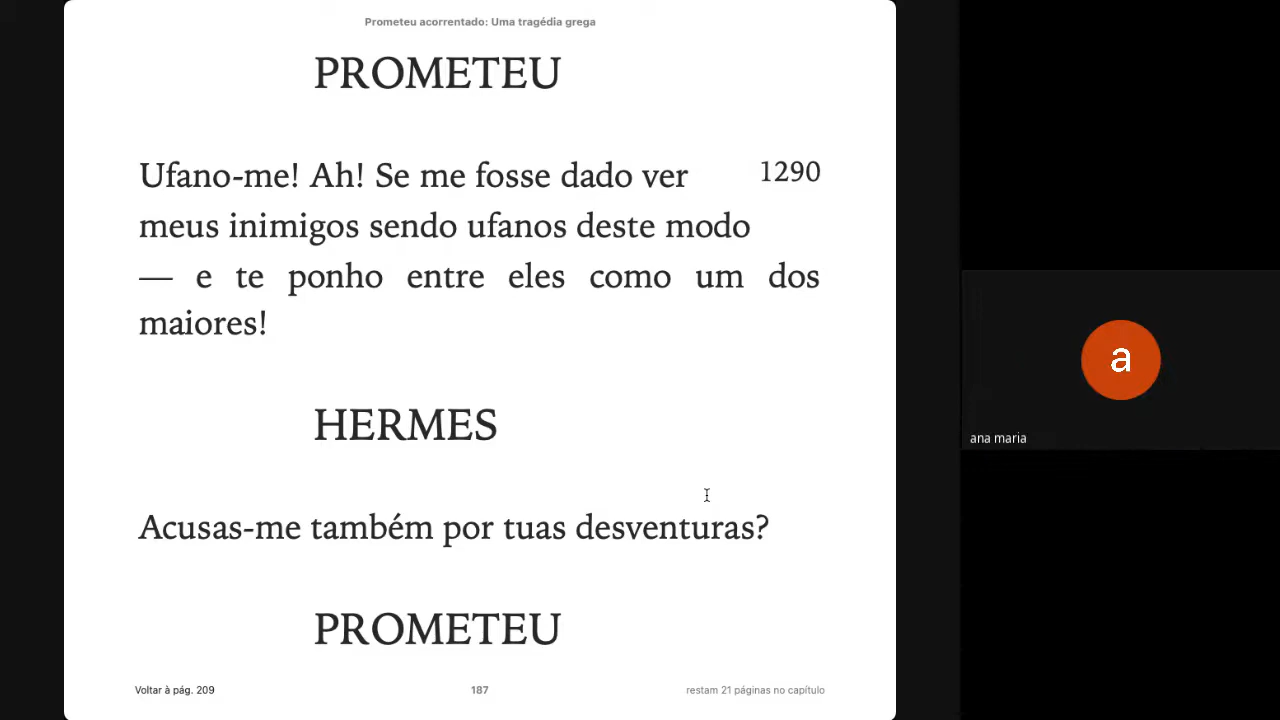 Prometeu acorrentado: Uma tragédia grega
PROMETEU
Ufano-me! Ah! Se me fosse dado ver 1290
meus inimigos sendo ufanos deste modo
— e te ponho entre eles como um dos
maiores!
HERMES
Acusas-me também por tuas desventuras?
PROMETEU
Voltar à pág. 209 187 restam 21 páginas no capítulo
a
ana maria